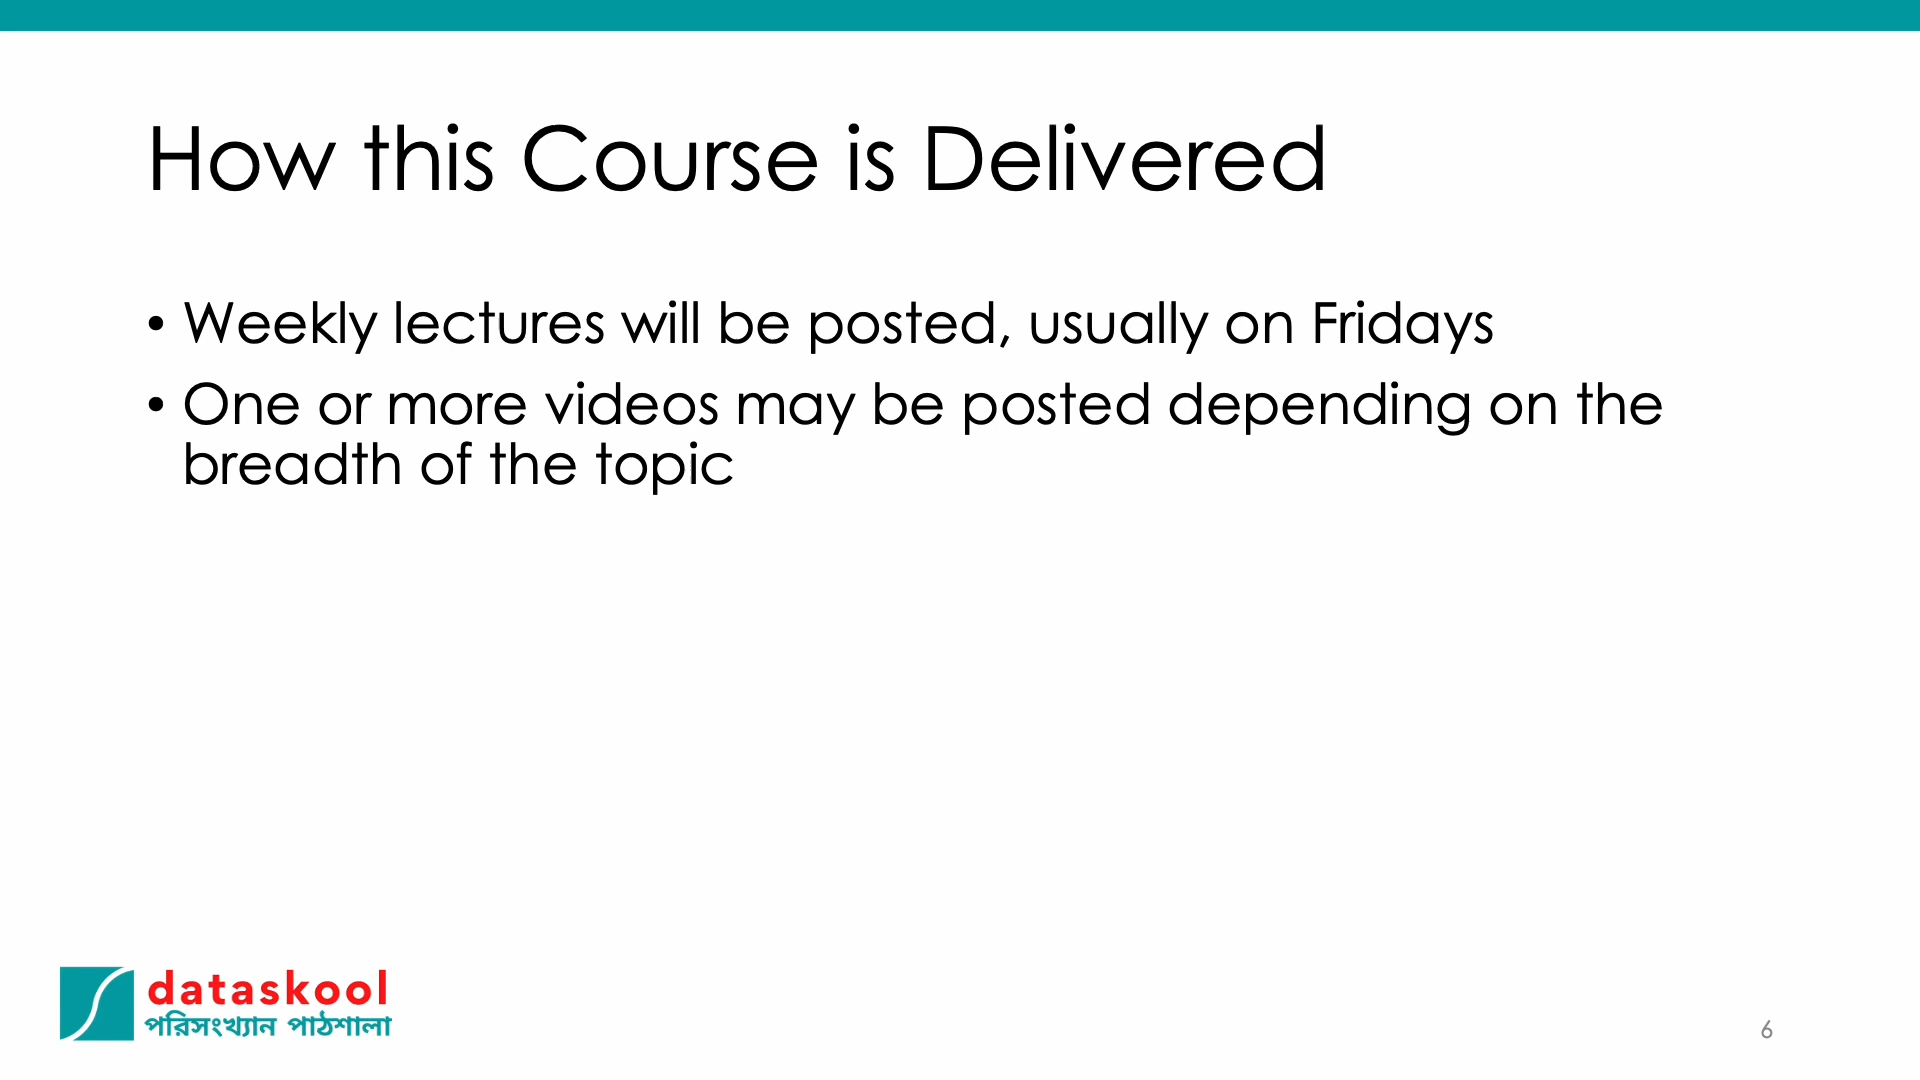 How this Course is Delivered
• Weekly lectures will be posted, usually on Fridays
• One or more videos may be posted depending on the
breadth of the topic
dataskool
পরিসংখ্যান পাঠশালা
6